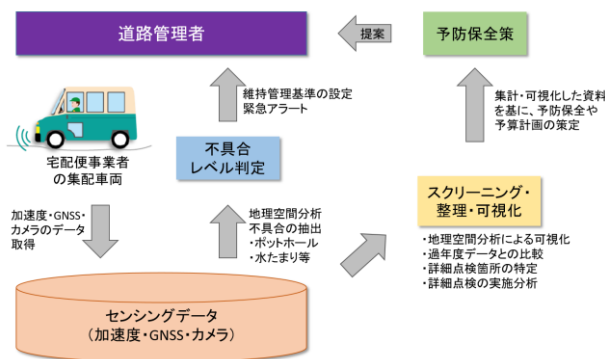 道路管理者
提案
予防保全策
維持管理基準の設定
緊急アラート
集計・可視化した資料
を基に、予防保全や
予算計画の策定
宅配便事業者
の集配車両
不具合
レベル判定
スクリーニング・
整理・可視化
加速度・GNSS・
カメラのデータ
取得
地理空間分析
不具合の抽出
・ポットホール
・水たまり等
・地理空間分析による可視化
・過年度データとの比較
・詳細点検箇所の特定
・詳細点検の実施分析
センシングデータ
(加速度・GNSS・カメラ)